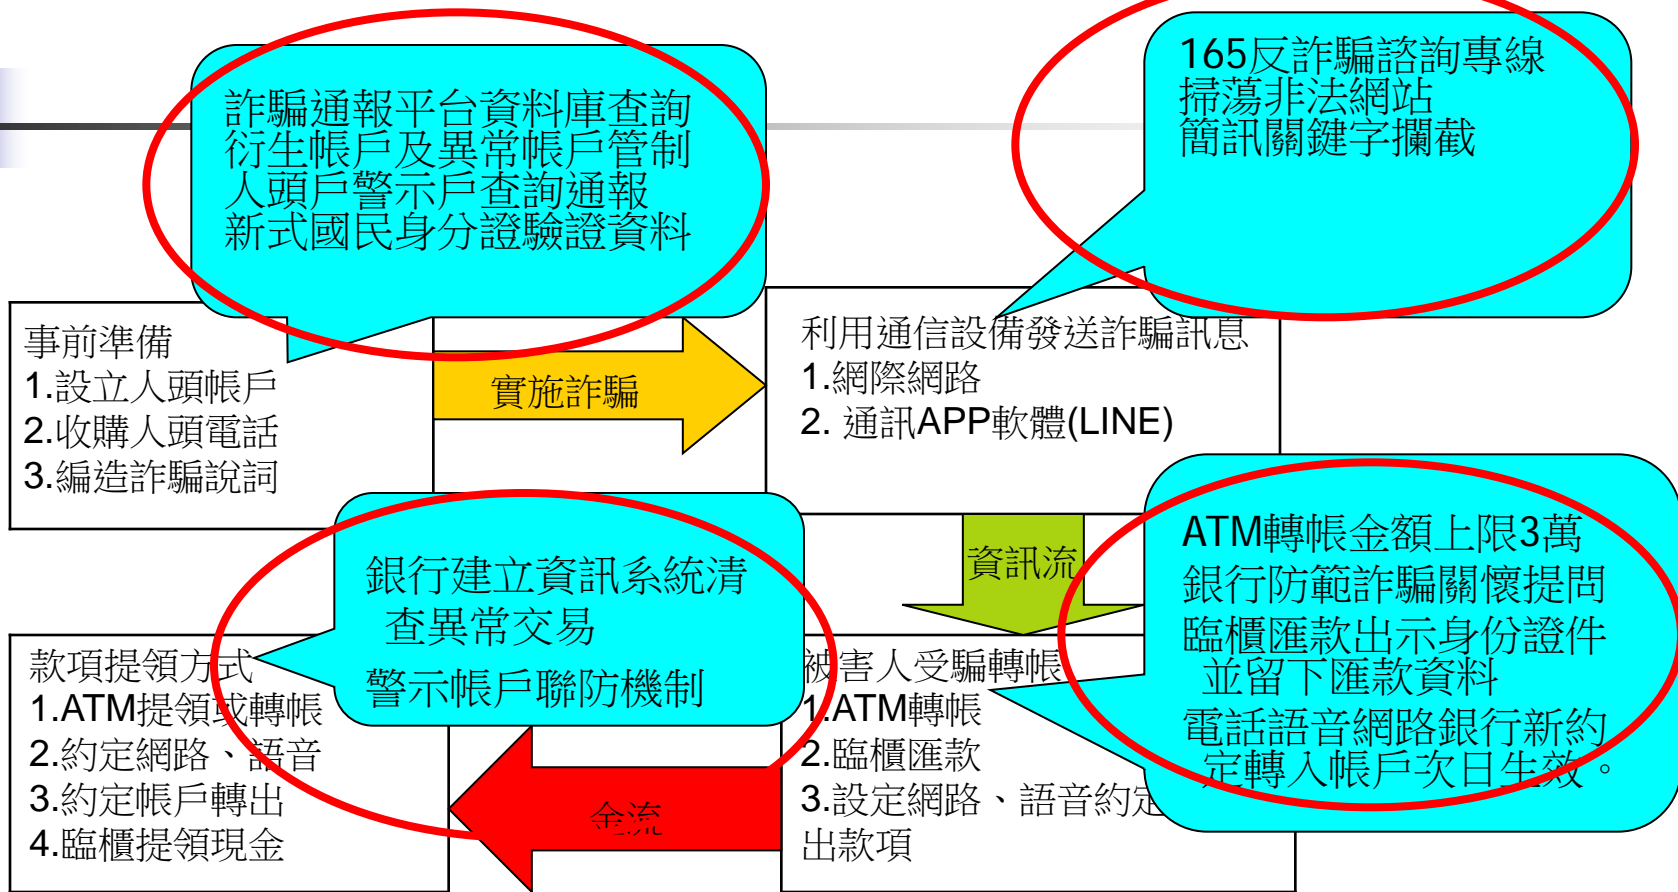 詐騙通報平台資料庫查詢
衍生帳戶及異常帳戶管制
人頭戶警示戶查詢通報
新式國民身分證驗證資料
165反詐騙諮詢專線
掃蕩非法網站
簡訊關鍵字攔截
事前準備
1.設立人頭帳戶
2.收購人頭電話
3.編造詐騙說詞
實施詐騙
利用通信設備發送詐騙訊息
1.網際網路
2. 通訊APP軟體(LINE)
資訊流
ATM轉帳金額上限3萬
銀行防範詐騙關懷提問
臨櫃匯款出示身份證件
並留下匯款資料
電話語音網路銀行新約
定轉入帳戶次日生效。
銀行建立資訊系統清
查異常交易
警示帳戶聯防機制
被害人受騙轉帳
1.ATM轉帳
2.臨櫃匯款
3.設定網路、語音約定
出款項
金流
款項提領方式
1.ATM提領或轉帳
2.約定網路、語音
3.約定帳戶轉出
4.臨櫃提領現金